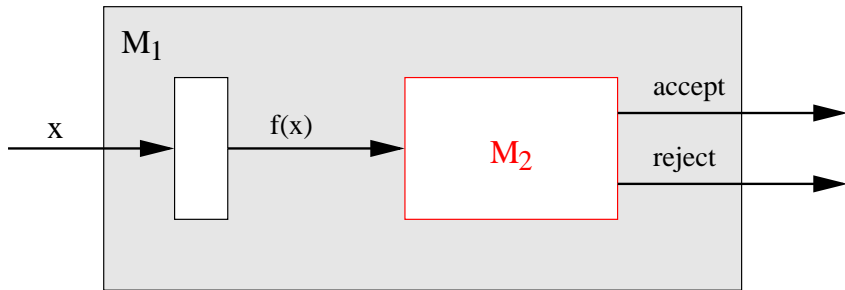 M1
x
f(x)
M2
accept
reject